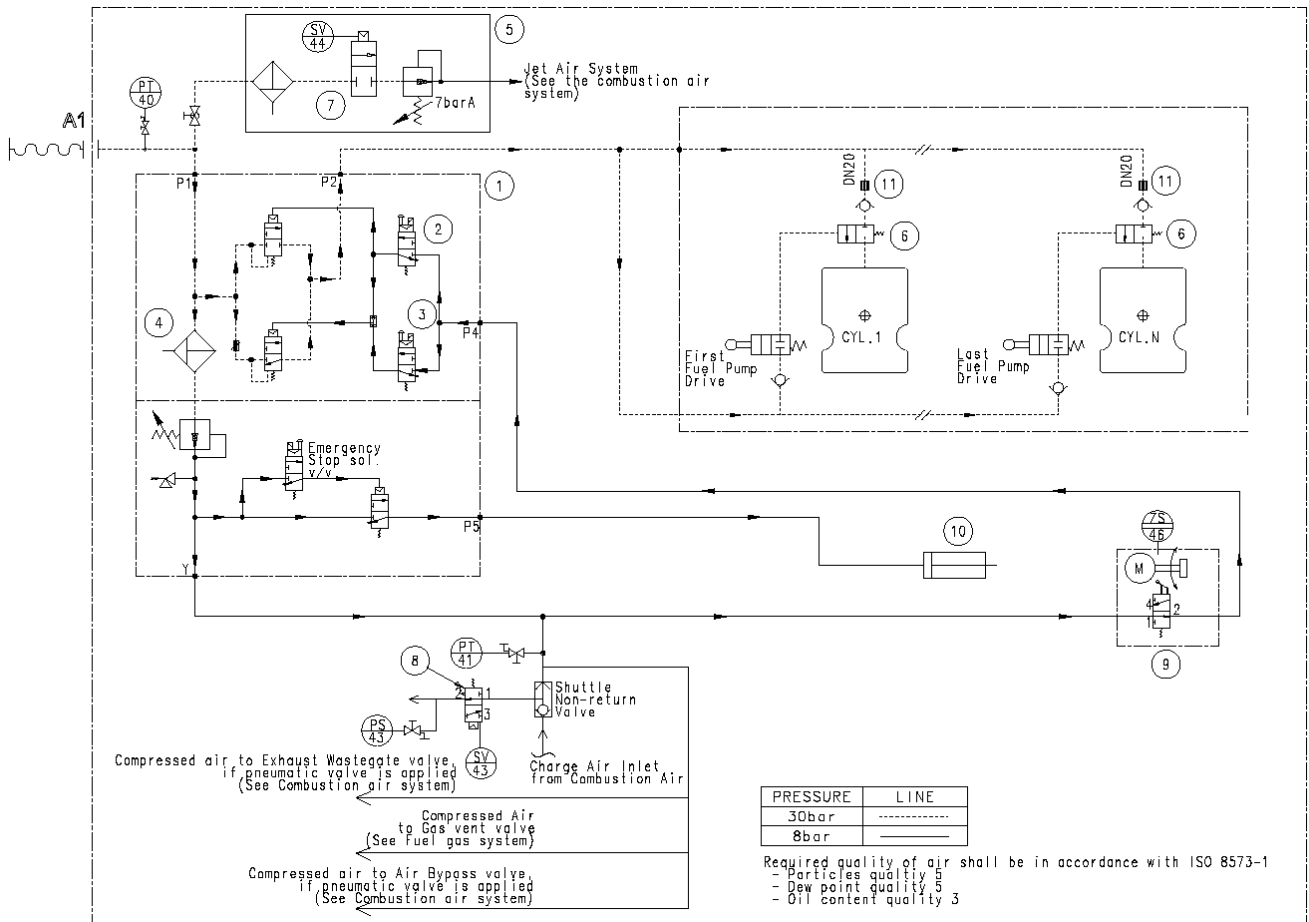 SV
44
5
PT
40
7
7barA
Jet Air System
(See the combustion air
system)
A1
P1
P2
1
DN20
11
DN20
11
2
6
6
3
4
P4
CYL.1
CYL.N
First
Fuel Pump
Drive
Last
Fuel Pump
Drive
Emergency
Stop sol.
v/v
P5
10
ZS
46
M
Y
4
2
1
9
PT
41
8
2
1
3
Shuttle
Non-return
Valve
PS
43
SV
43
Charge Air Inlet
from Combustion Air
Compressed air to Exhaust Wastegate valve,
if pneumatic valve is applied
(See Combustion air system)
Compressed Air
to Gas vent valve
(See Fuel gas system)
Compressed air to Air Bypass valve,
if pneumatic valve is applied
(See Combustion air system)
PRESSURE LINE
30bar
8bar
Required quality of air shall be in accordance with ISO 8573-1
- Particles qualtiy 5
- Dew point quality 5
- Oil content quality 3